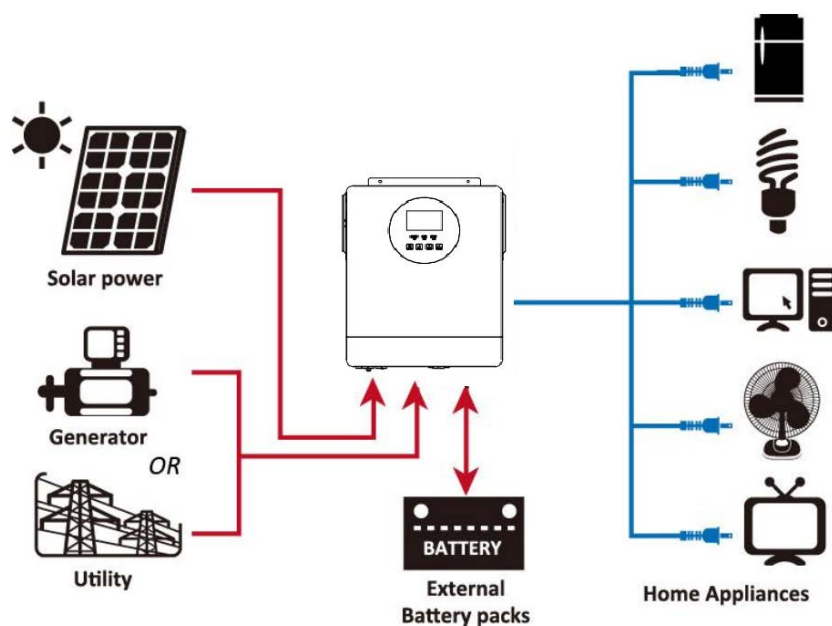 Solar power
Generator
OR
Utility
BATTERY
External
Battery packs
Home Appliances